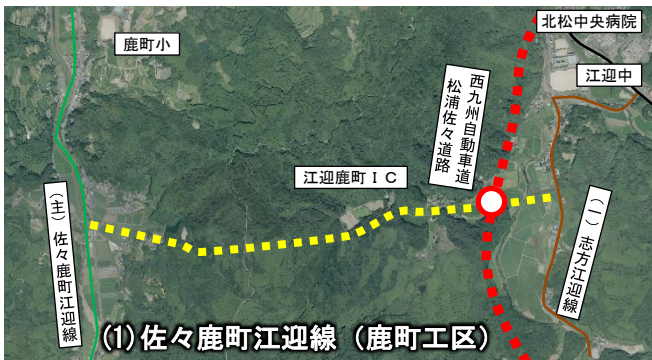 北松中央病院
鹿町小
江迎中
西九州自動車道
松浦佐々道路
江迎鹿町IC
(主)佐々鹿町江迎線
(一)志方江迎線
(1)佐々鹿町江迎線(鹿町工区)